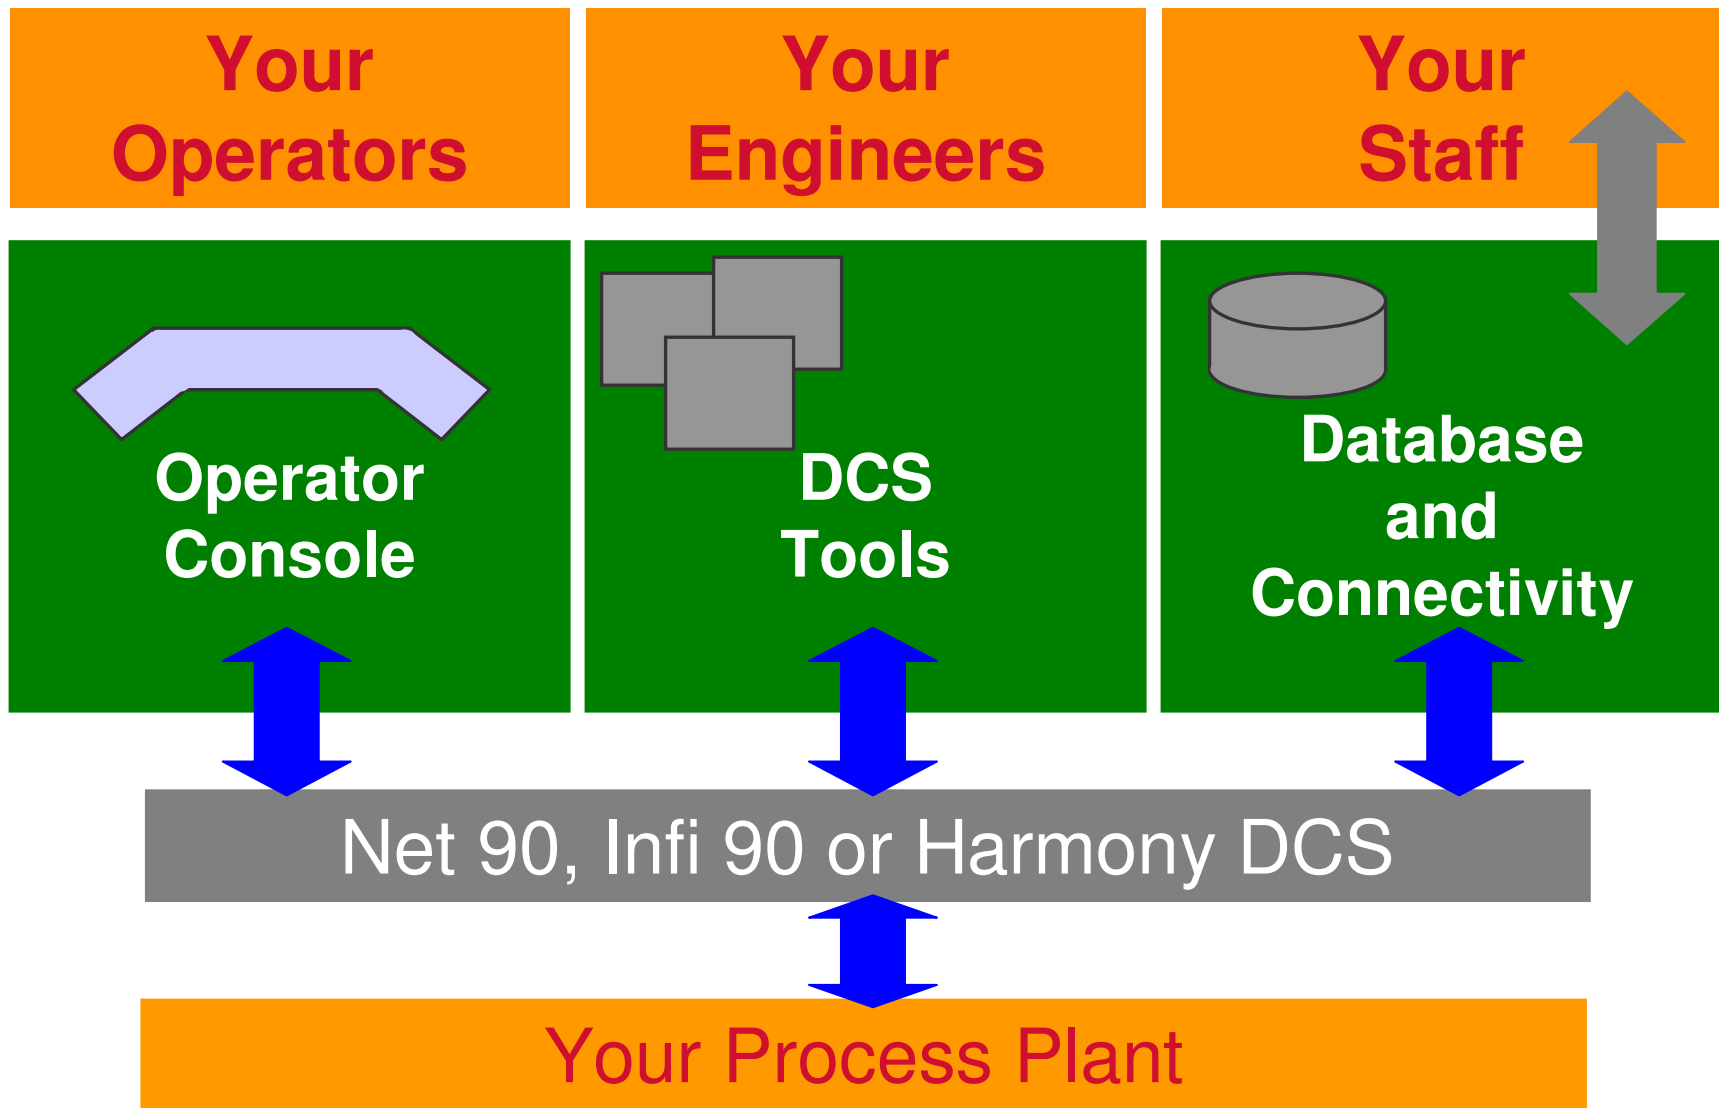 Your
Operators
Your
Engineers
Your
Staff
Operator
Console
DCS
Tools
Database
and
Connectivity
Net 90, Infi 90 or Harmony DCS
Your Process Plant